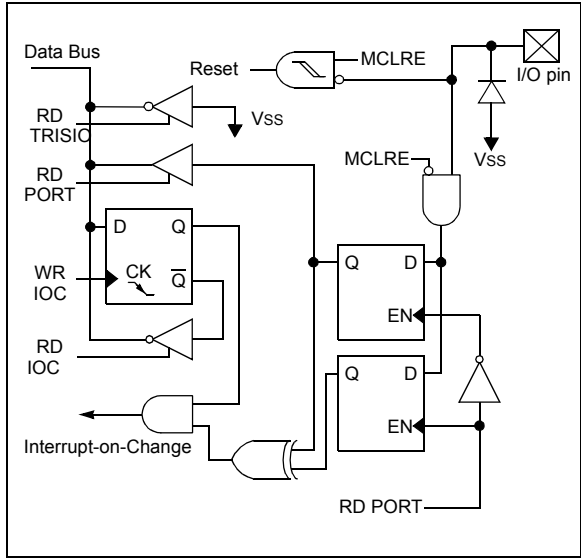 Data Bus
Reset
MCLRE
I/O pin
RD
TRISIO
VSS
RD
PORT
MCLRE
VSS
D
Q
WR
IOC
CK
Q
RD
IOC
Q
D
EN
Q
D
EN
Interrupt-on-Change
RD PORT